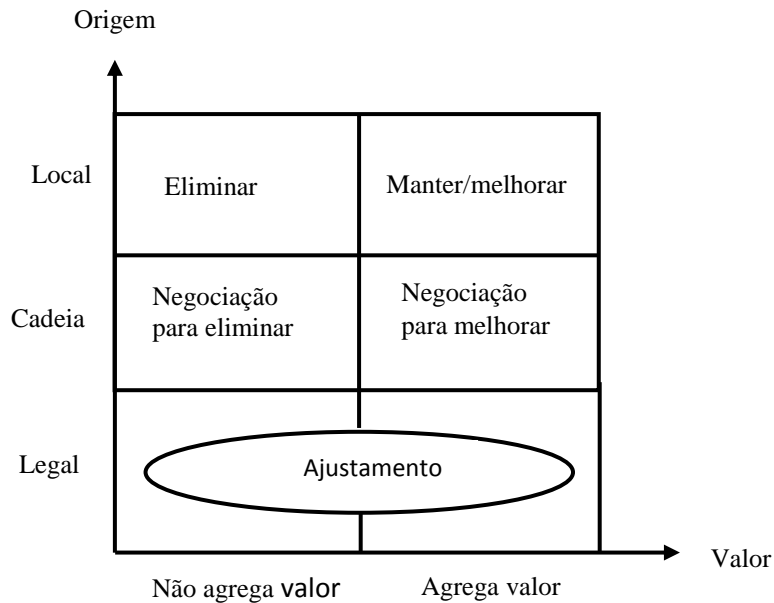 Origem
Local
Eliminar
Manter/melhorar
Cadeia
Negociação
para eliminar
Negociação
para melhorar
Legal
Ajustamento
Valor
Não agrega valor
Agrega valor